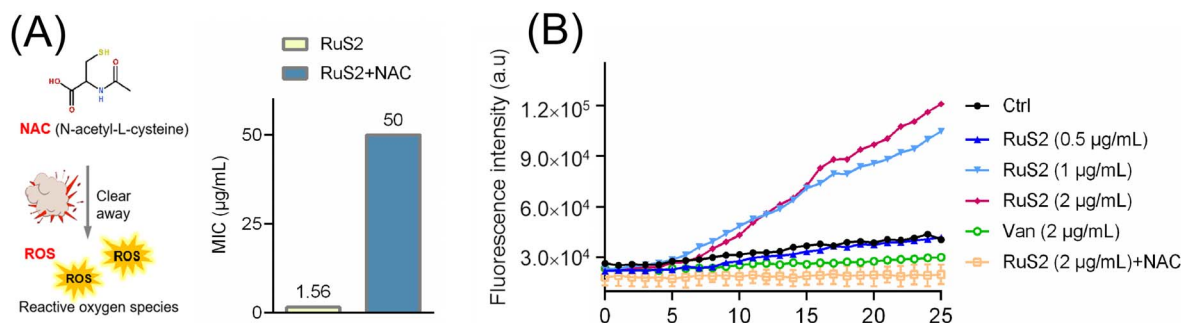 (A)
SH
HO
O
N
H
O
NAC (N-acetyl-L-cysteine)
Clear
away
ROS
ROS
ROS
Reactive oxygen species
RuS2
RuS2+NAC
MIC (μg/mL)
50
25
0
1.56
50
(B)
Fluorescence intensity (a.u)
1.2×10⁵
9.0×10⁴
6.0×10⁴
3.0×10⁴
0 5 10 15 20 25
Ctrl
RuS2 (0.5 μg/mL)
RuS2 (1 μg/mL)
RuS2 (2 μg/mL)
Van (2 μg/mL)
RuS2 (2 μg/mL)+NAC